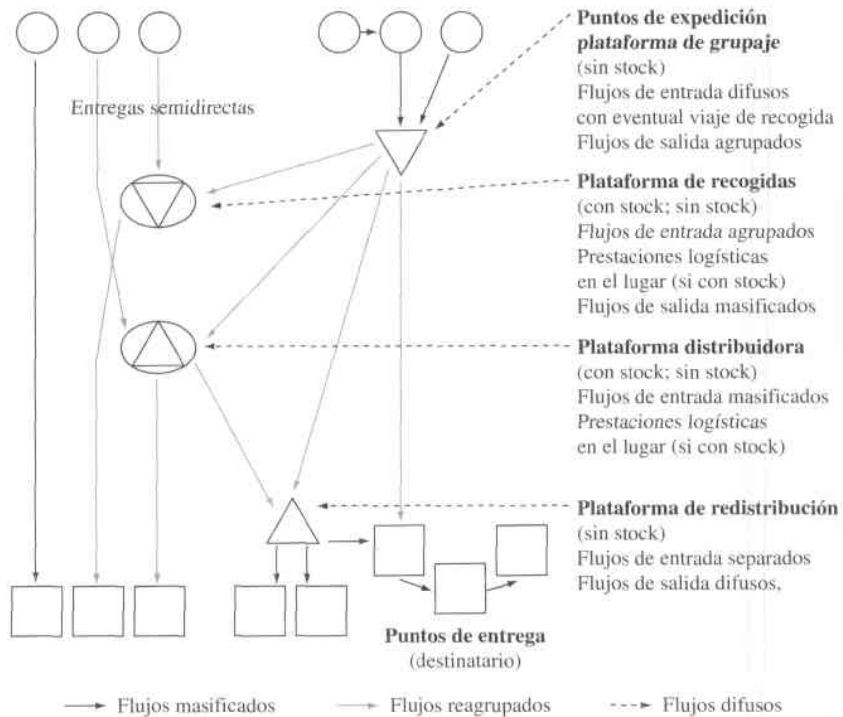 Puntos de expedición
plataforma de grupaje
(sin stock)
Flujos de entrada difusos
con eventual viaje de recogida
Flujos de salida agrupados
Entregas semidirectas
Plataforma de recogidas
(con stock; sin stock)
Flujos de entrada agrupados
Prestaciones logísticas
en el lugar (si con stock)
Flujos de salida masificados
Plataforma distribuidora
(con stock; sin stock)
Flujos de entrada masificados
Prestaciones logísticas
en el lugar (si con stock)
Plataforma de redistribución
(sin stock)
Flujos de entrada separados
Flujos de salida difusos,
Puntos de entrega
(destinatario)
Flujos masificados
Flujos reagrupados
Flujos difusos